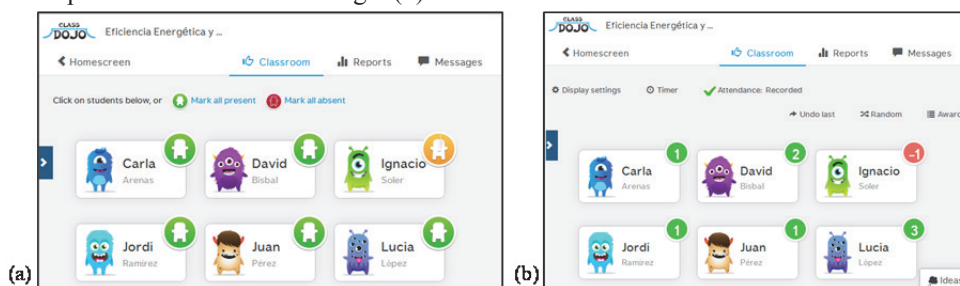 CLASS
DOJO
Eficiencia Energética y ...
Homescreen
Classroom
Reports
Messages
Click on students below, or
Mark all present
Mark all absent
Carla
Arenas
David
Bisbal
Ignacio
Soler
Jordi
Ramirez
Juan
Pérez
Lucia
López
(a)
CLASS
DOJO
Eficiencia Energética y ...
Homescreen
Classroom
Reports
Messages
Display settings
Timer
Attendance: Recorded
Undo last
Random
Award
Carla
Arenas
1
David
Bisbal
2
Ignacio
Soler
-1
Jordi
Ramirez
1
Juan
Pérez
1
Lucia
López
3
Ideas
(b)